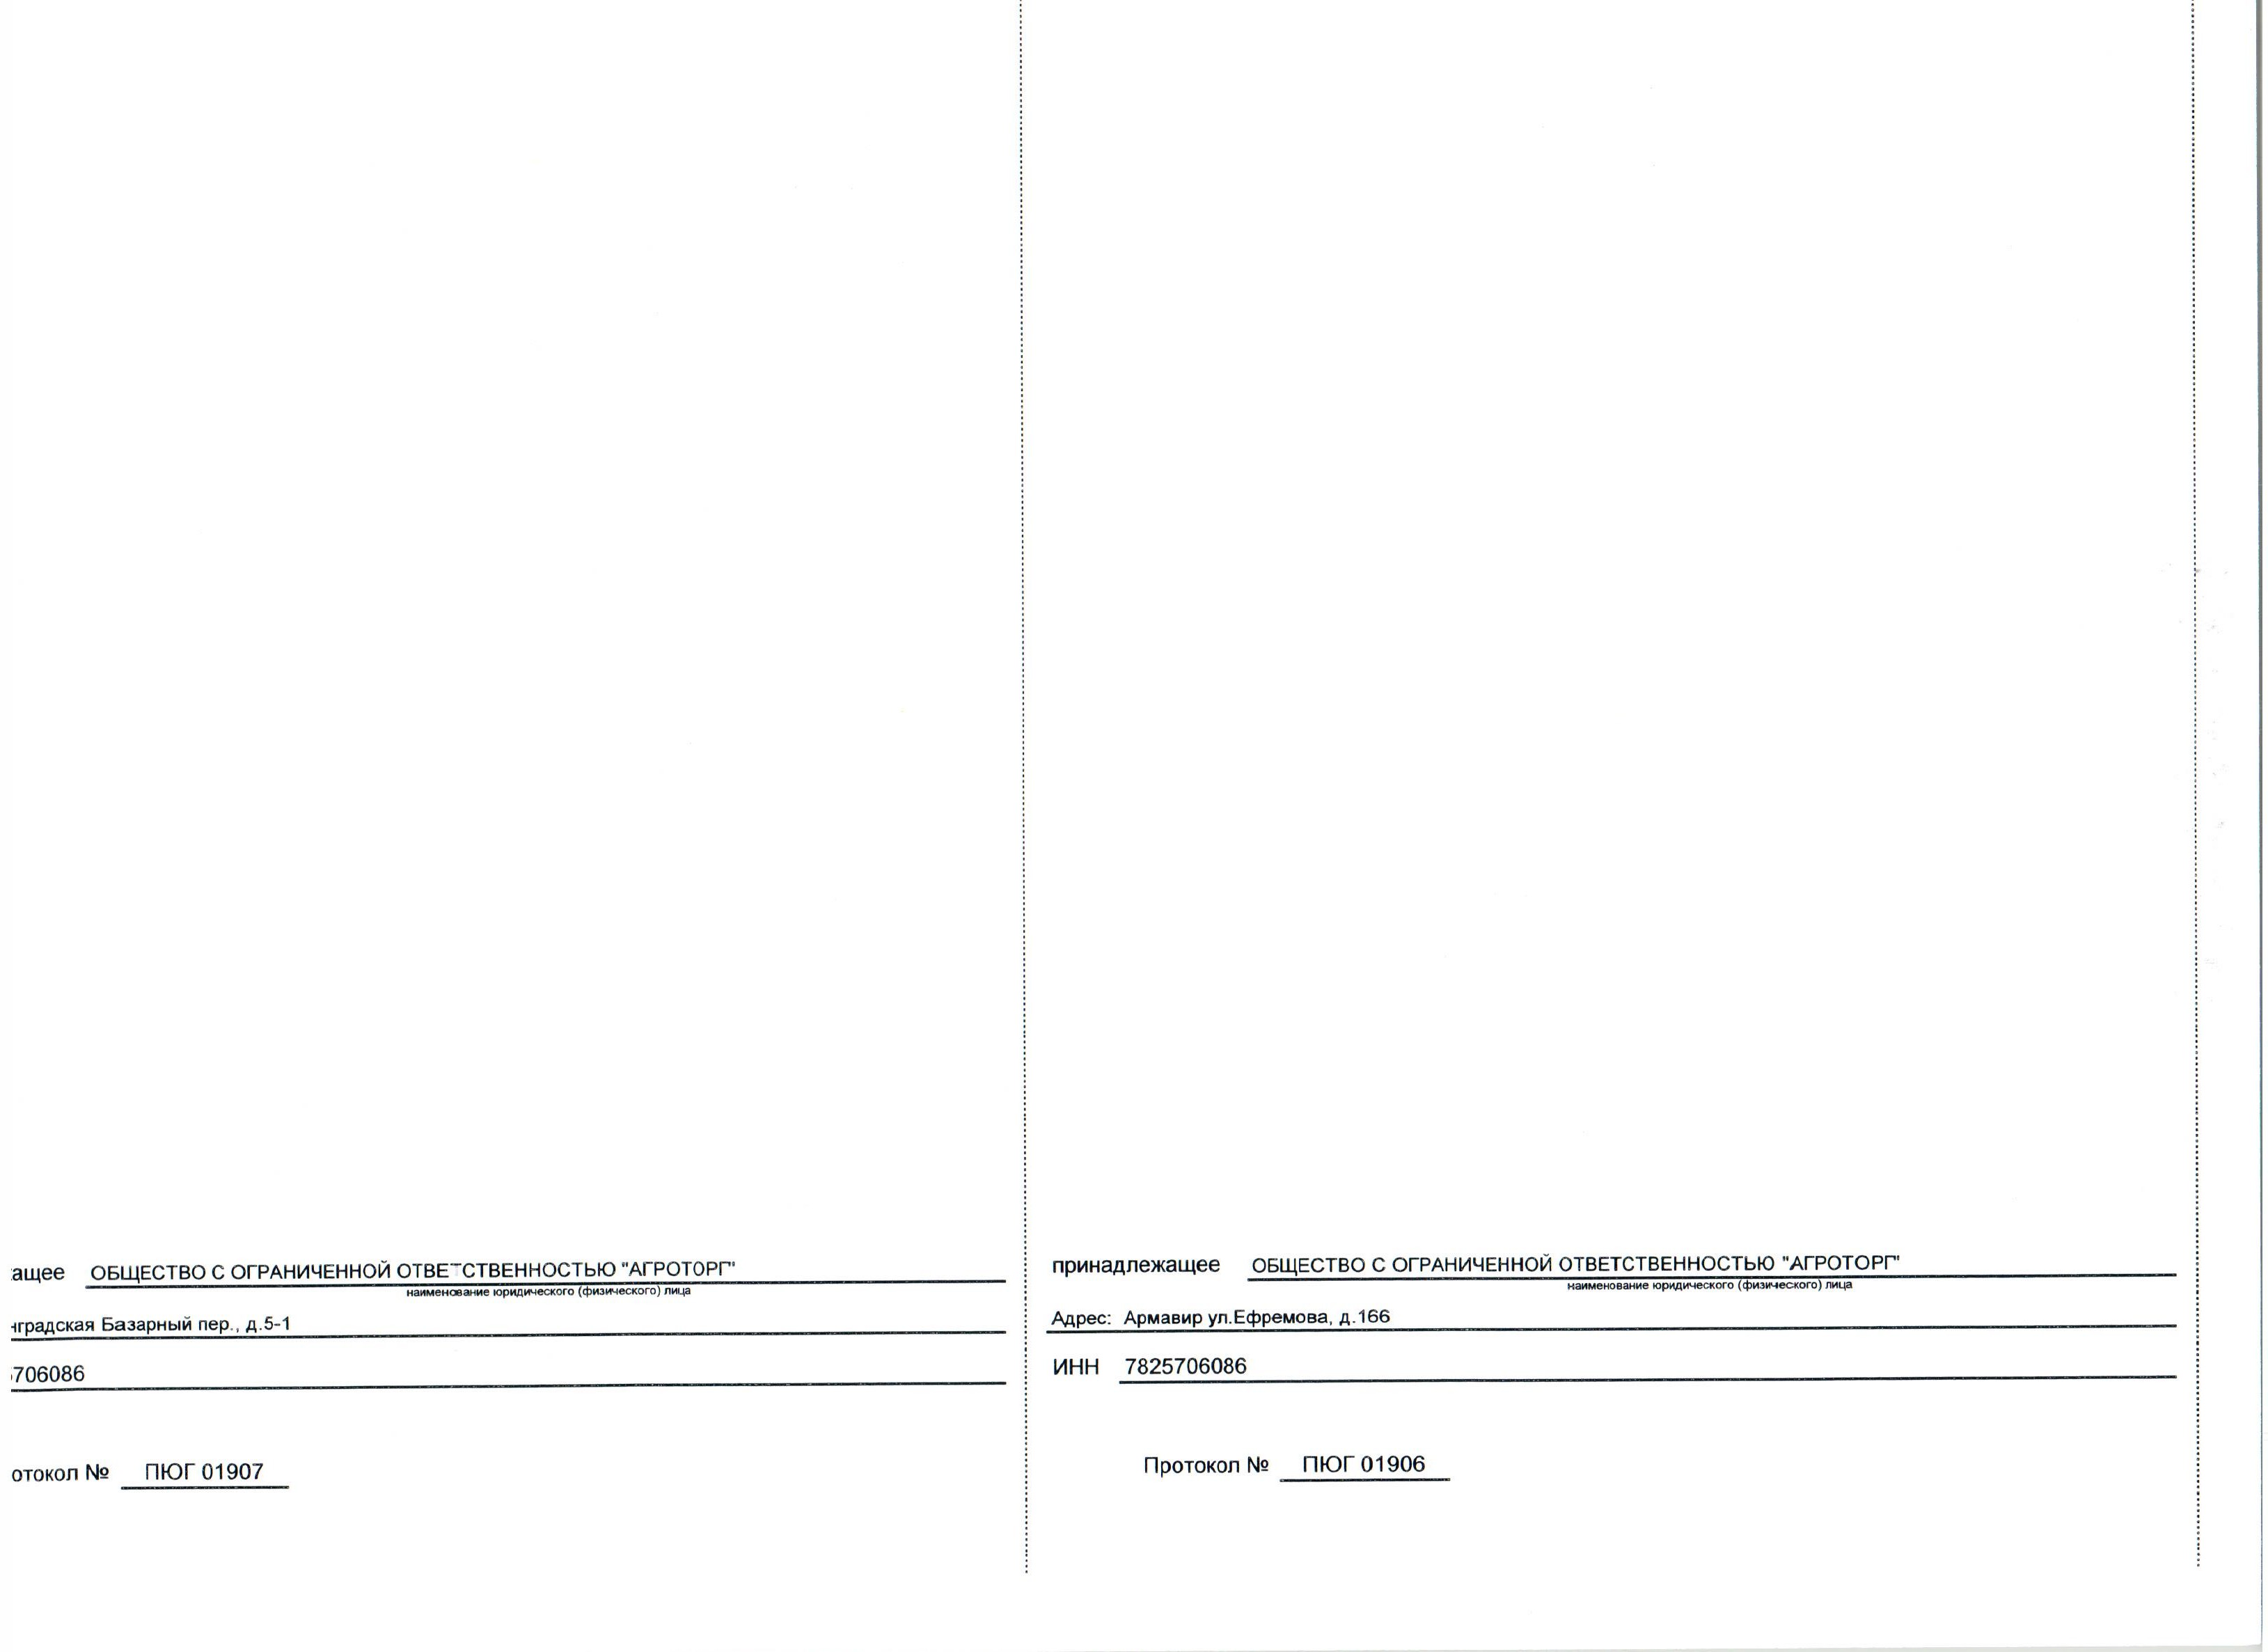 ащее ОБЩЕСТВО С ОГРАНИЧЕННОЙ ОТВЕТСТВЕННОСТЬЮ "АГРОТОРГ"
наименование юридического (физического) лица
нградская Базарный пер., д.5-1
706086
отокол № ПЮГ 01907
принадлежащее ОБЩЕСТВО С ОГРАНИЧЕННОЙ ОТВЕТСТВЕННОСТЬЮ "АГРОТОРГ"
наименование юридического (физического) лица
Адрес: Армавир ул.Ефремова, д.166
ИНН 7825706086
Протокол № ПЮГ 01906